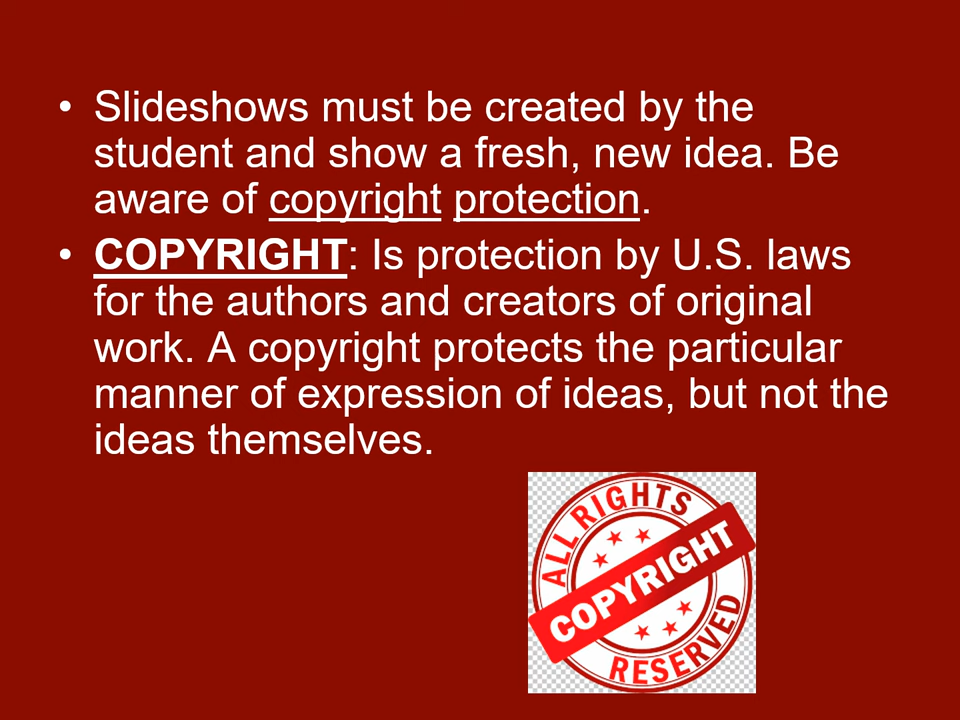 • Slideshows must be created by the
student and show a fresh, new idea. Be
aware of copyright protection.
• COPYRIGHT: Is protection by U.S. laws
for the authors and creators of original
work. A copyright protects the particular
manner of expression of ideas, but not the
ideas themselves.
ALL RIGHTS
COPYRIGHT
RESERVED